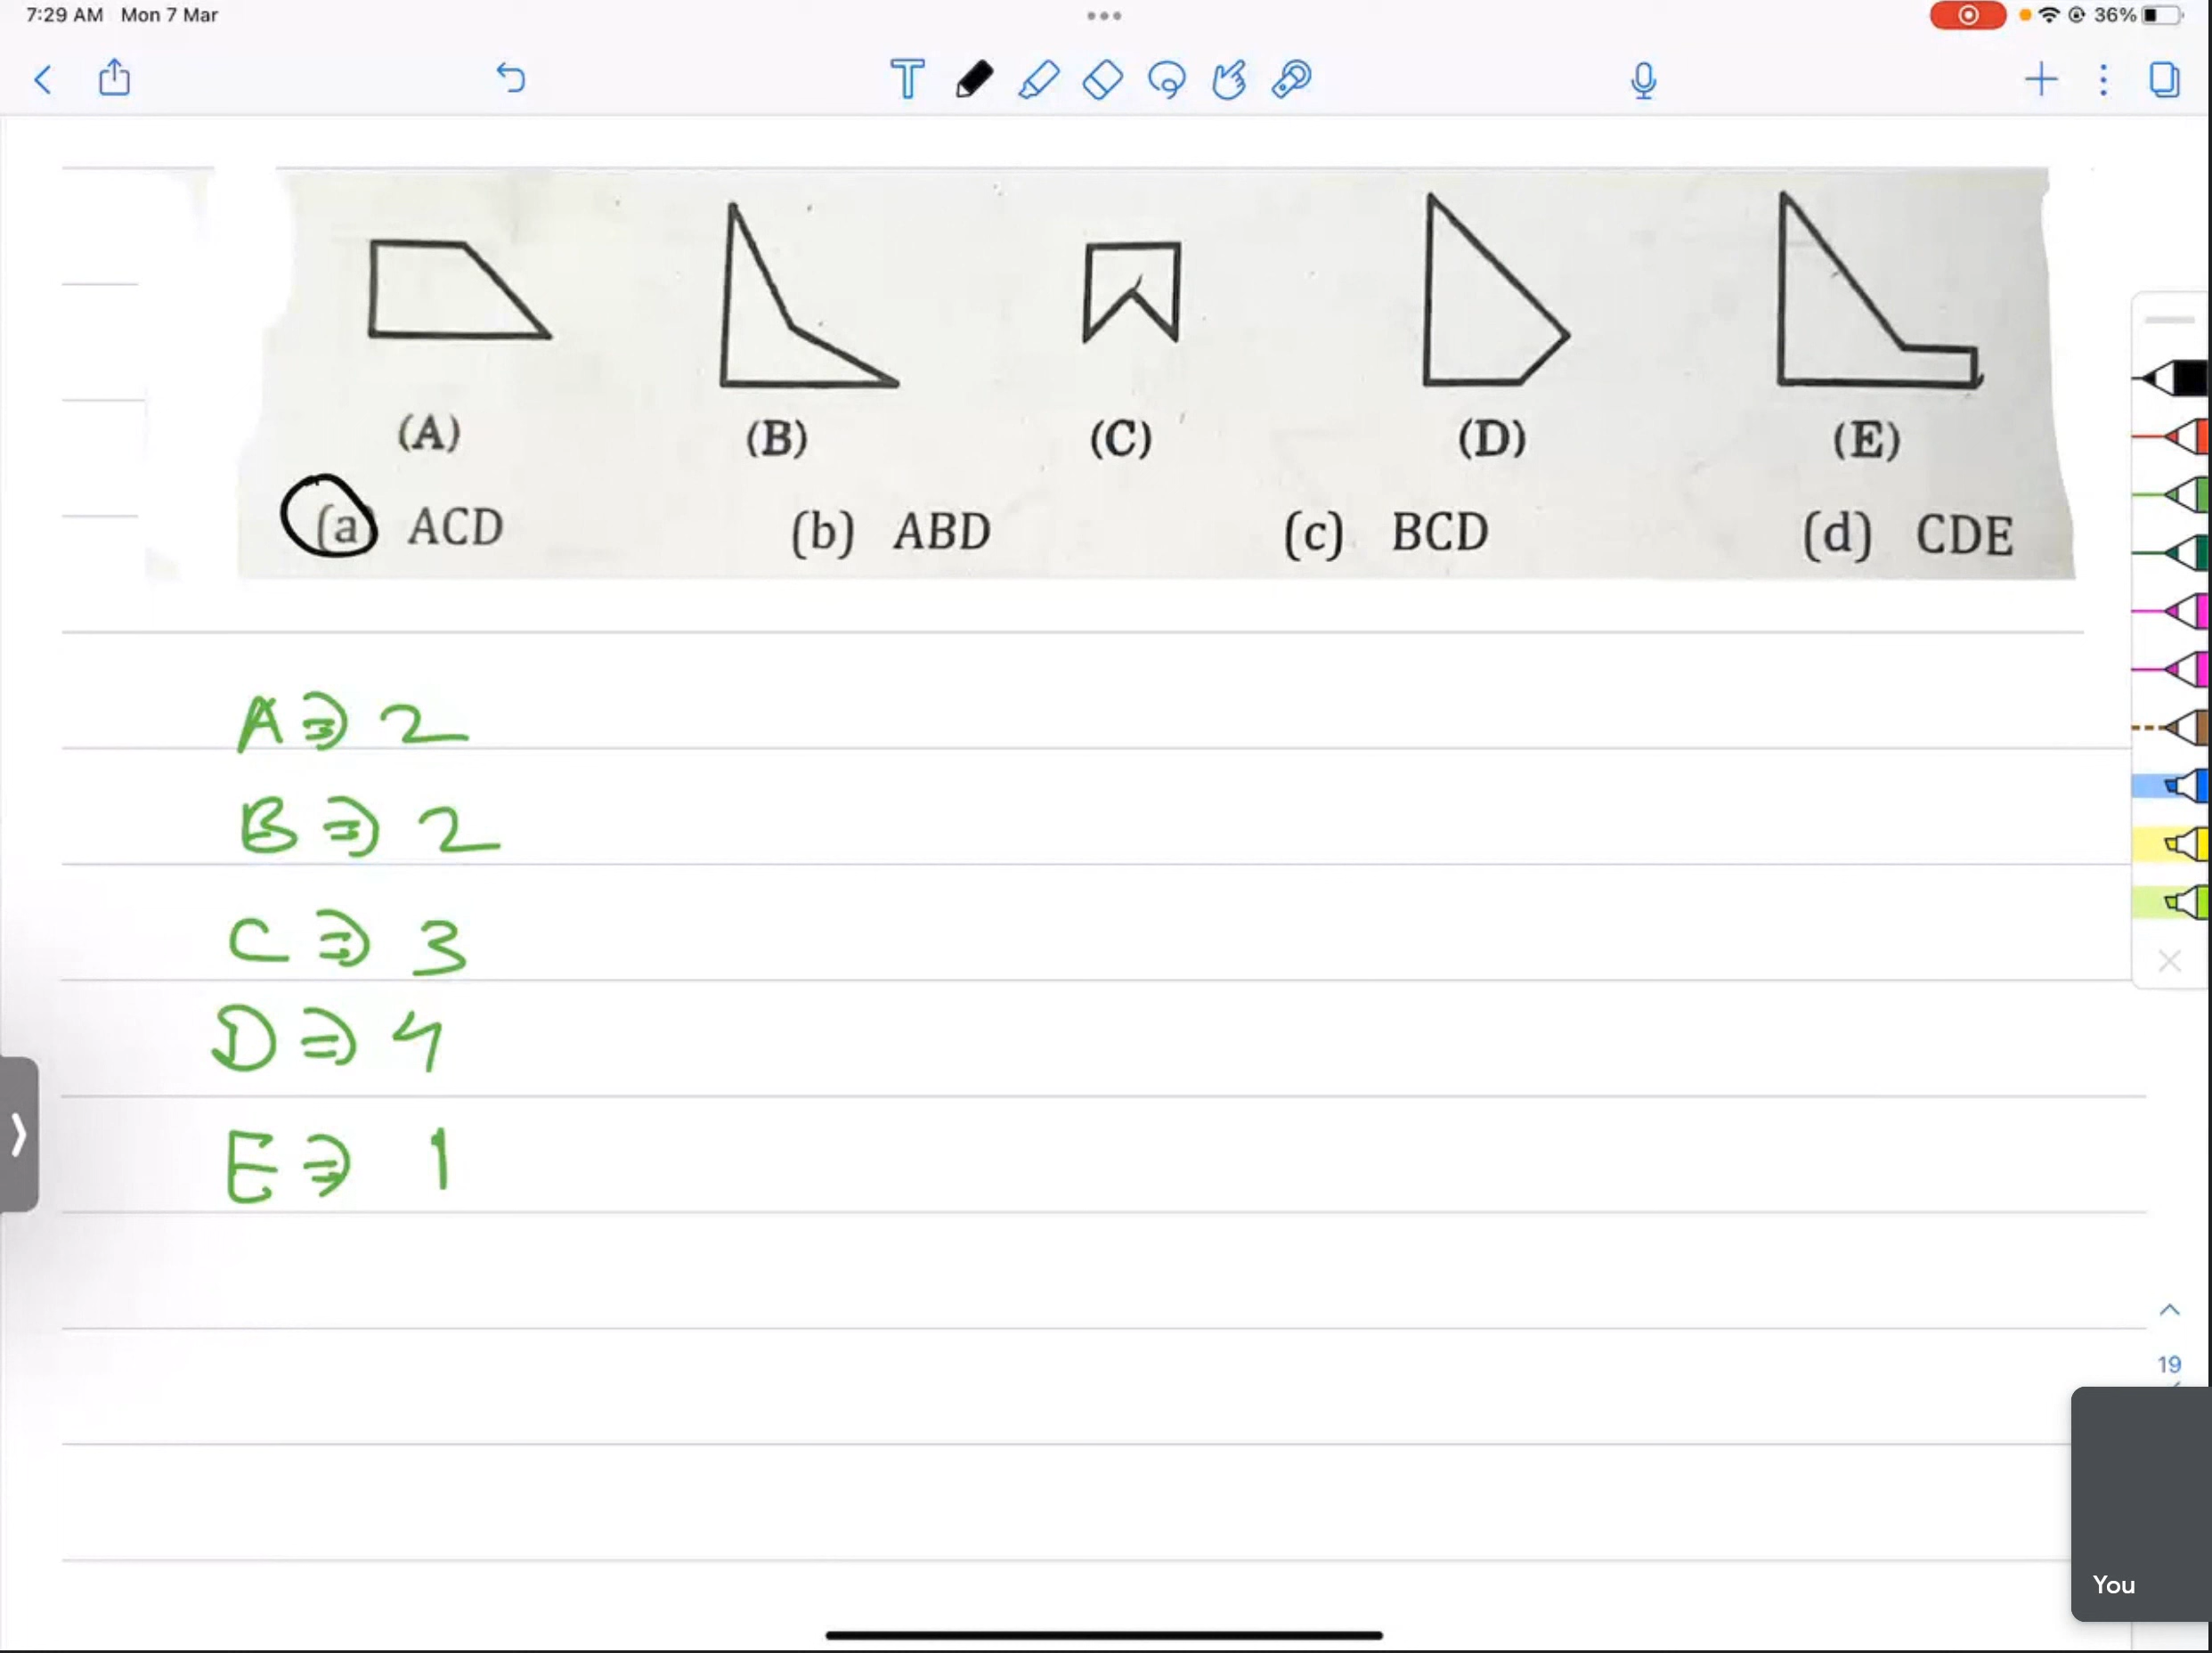 7:29 AM Mon 7 Mar
36%
(A) (B) (C) (D) (E)
(a) ACD (b) ABD (c) BCD (d) CDE
A ⇒ 2
B ⇒ 2
C ⇒ 3
D ⇒ 4
E ⇒ 1
19
You